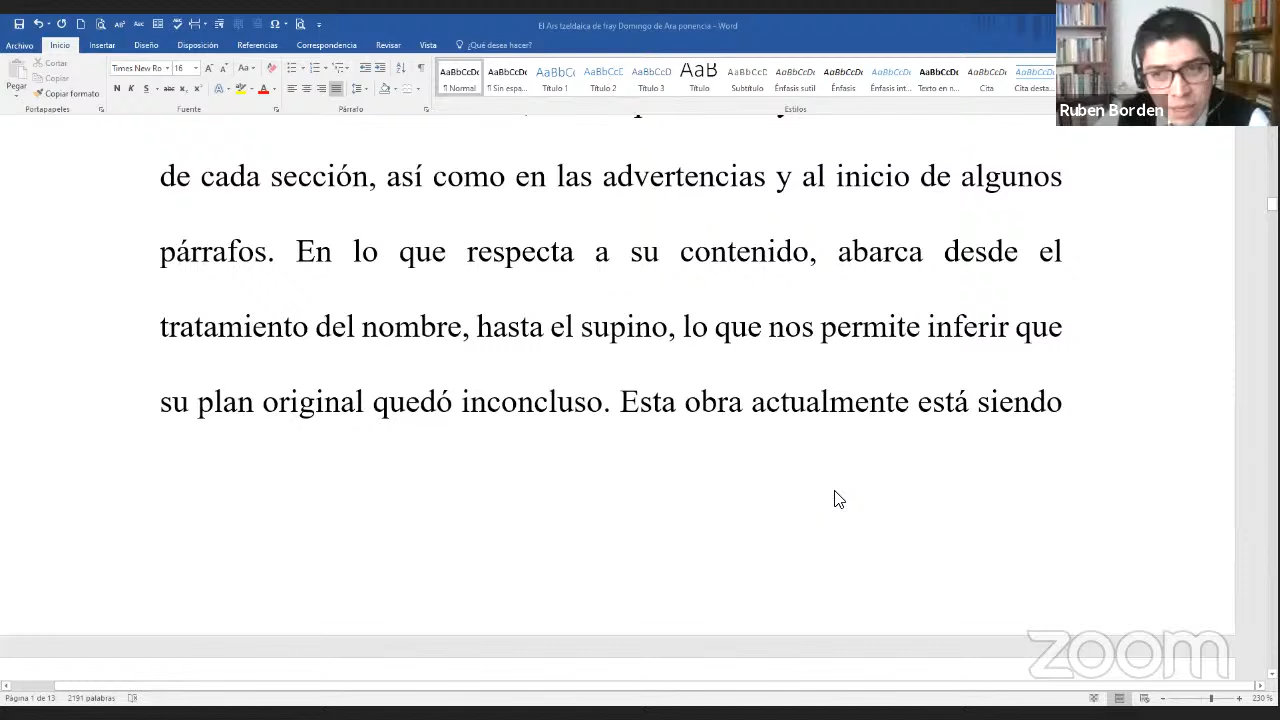 El Ars tzeldaica de fray Domingo de Ara ponencia - Word
Archivo Inicio Insertar Diseño Disposición Referencias Correspondencia Revisar Vista ¿Qué desea hacer?
Cortar
Copiar
Copiar formato
Pegar
Times New Ro 16
N K S abc x₂ x²
AaBbCcDc AaBbCcDc AaBbC AaBbCcC AaBbCcD AaB AaBbCcD AaBbCcDc AaBbCcDc AaBbCcDc AaBbCcDc AaBbCcDc AaBbCcDc
¶ Normal ¶ Sin espa... Título 1 Título 2 Título 3 Título Subtítulo Énfasis sutil Énfasis Énfasis int... Texto en n... Cita Cita desta...
Portapapeles Fuente Párrafo Estilos
Ruben Borden
de cada sección, así como en las advertencias y al inicio de algunos
párrafos. En lo que respecta a su contenido, abarca desde el
tratamiento del nombre, hasta el supino, lo que nos permite inferir que
su plan original quedó inconcluso. Esta obra actualmente está siendo
zoom
Página 1 de 13 2191 palabras 230 %